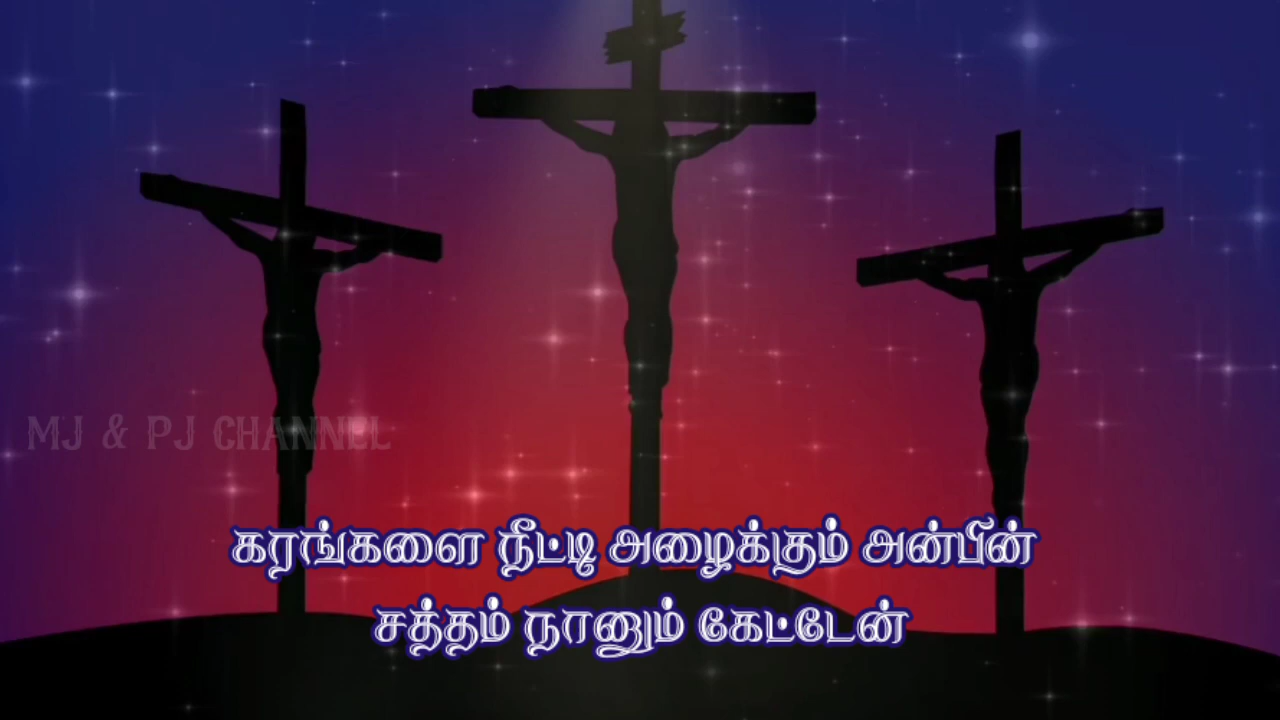 MJ & PJ CHANNEL
கரங்களை நீட்டி அழைக்கும் அன்பின்
சத்தம் நானும் கேட்டேன்